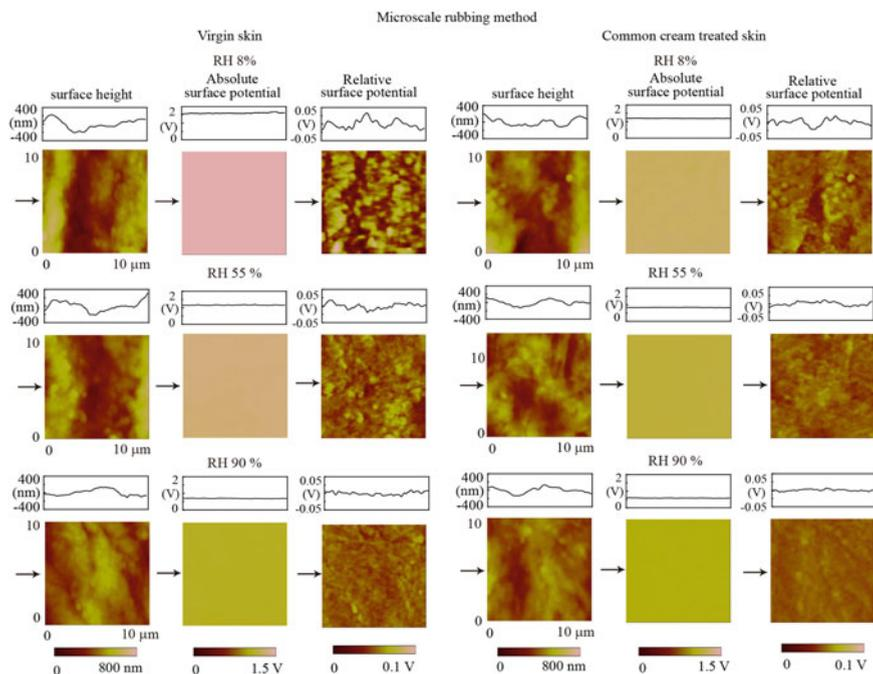 Microscale rubbing method
Virgin skin
Common cream treated skin
RH 8%
RH 8%
surface height
Absolute
surface potential
Relative
surface potential
surface height
Absolute
surface potential
Relative
surface potential
400
(nm)
-400
2
(V)
0
0.05
(V)
-0.05
400
(nm)
-400
2
(V)
0
0.05
(V)
-0.05
10
0
0
10 μm
10
0
0
10 μm
RH 55 %
RH 55 %
400
(nm)
-400
2
(V)
0
0.05
(V)
-0.05
400
(nm)
-400
2
(V)
0
0.05
(V)
-0.05
10
0
0
10 μm
10
0
0
10 μm
RH 90 %
RH 90 %
400
(nm)
-400
2
(V)
0
0.05
(V)
-0.05
400
(nm)
-400
2
(V)
0
0.05
(V)
-0.05
10
0
0
10 μm
10
0
0
10 μm
0 800 nm
0 1.5 V
0 0.1 V
0 800 nm
0 1.5 V
0 0.1 V